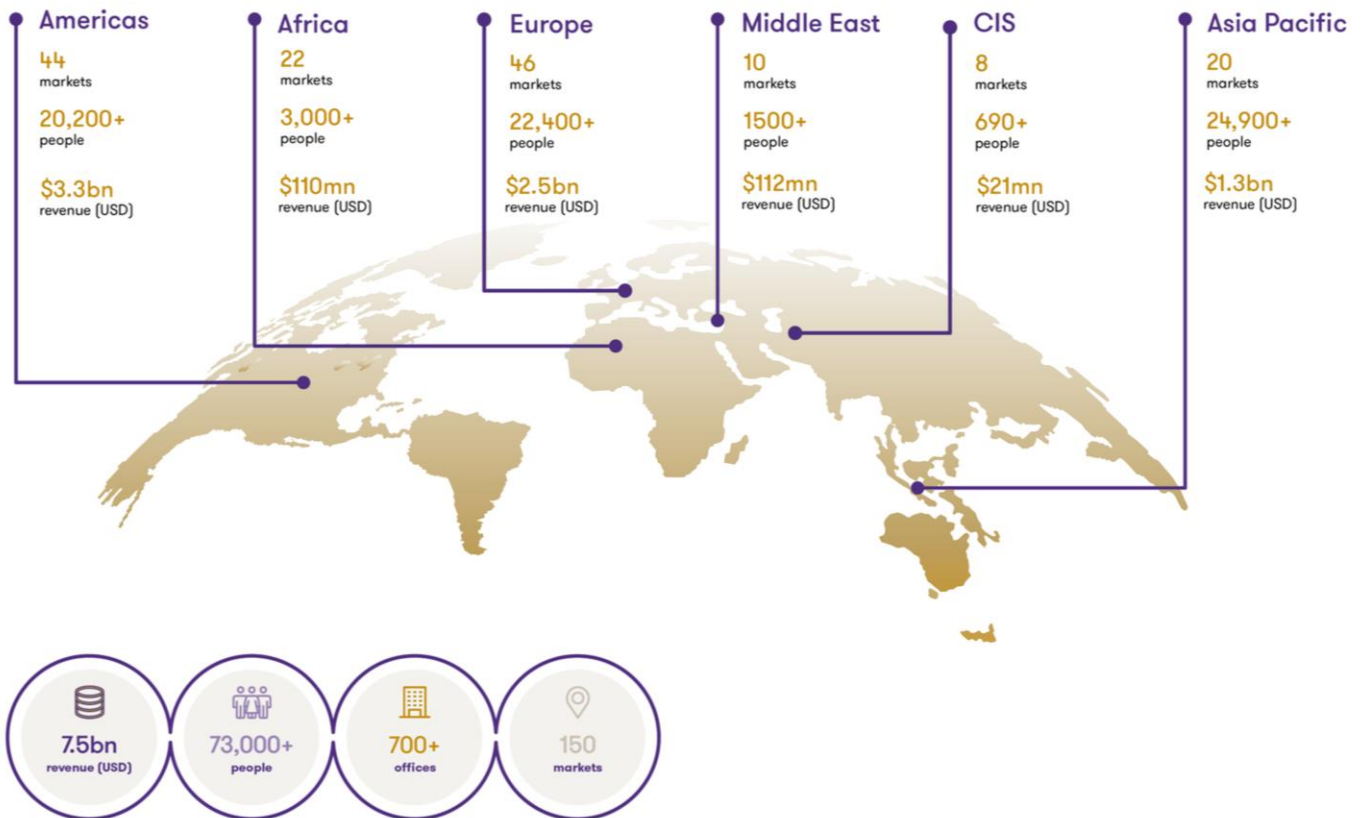 Americas
44
markets
20,200+
people
$3.3bn
revenue (USD)
Africa
22
markets
3,000+
people
$110mn
revenue (USD)
Europe
46
markets
22,400+
people
$2.5bn
revenue (USD)
Middle East
10
markets
1500+
people
$112mn
revenue (USD)
CIS
8
markets
690+
people
$21mn
revenue (USD)
Asia Pacific
20
markets
24,900+
people
$1.3bn
revenue (USD)
7.5bn
revenue (USD)
73,000+
people
700+
offices
150
markets